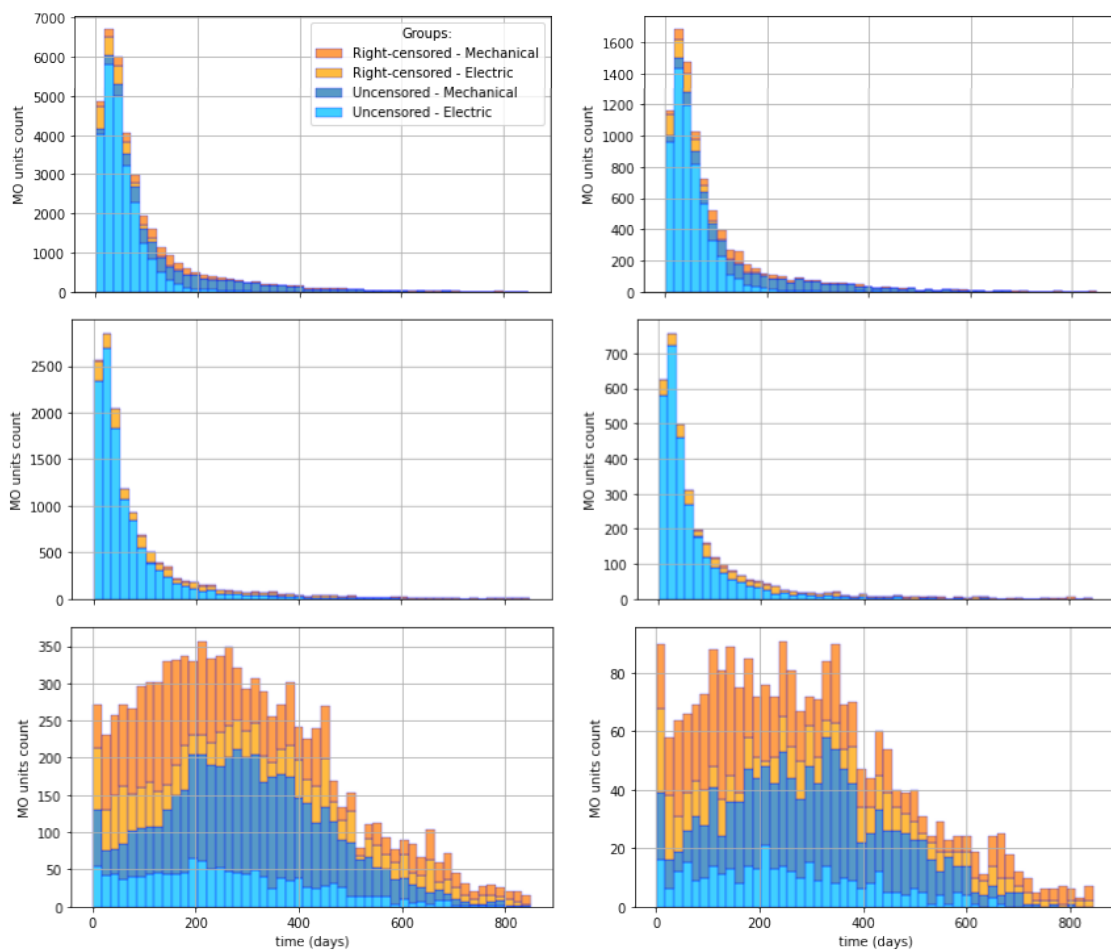 7000
6000
5000
4000
3000
2000
1000
0
MO units count
Groups:
Right-censored - Mechanical
Right-censored - Electric
Uncensored - Mechanical
Uncensored - Electric
1600
1400
1200
1000
800
600
400
200
0
MO units count
2500
2000
1500
1000
500
0
MO units count
700
600
500
400
300
200
100
0
MO units count
350
300
250
200
150
100
50
0
MO units count
0 200 400 600 800
time (days)
80
60
40
20
0
MO units count
0 200 400 600 800
time (days)